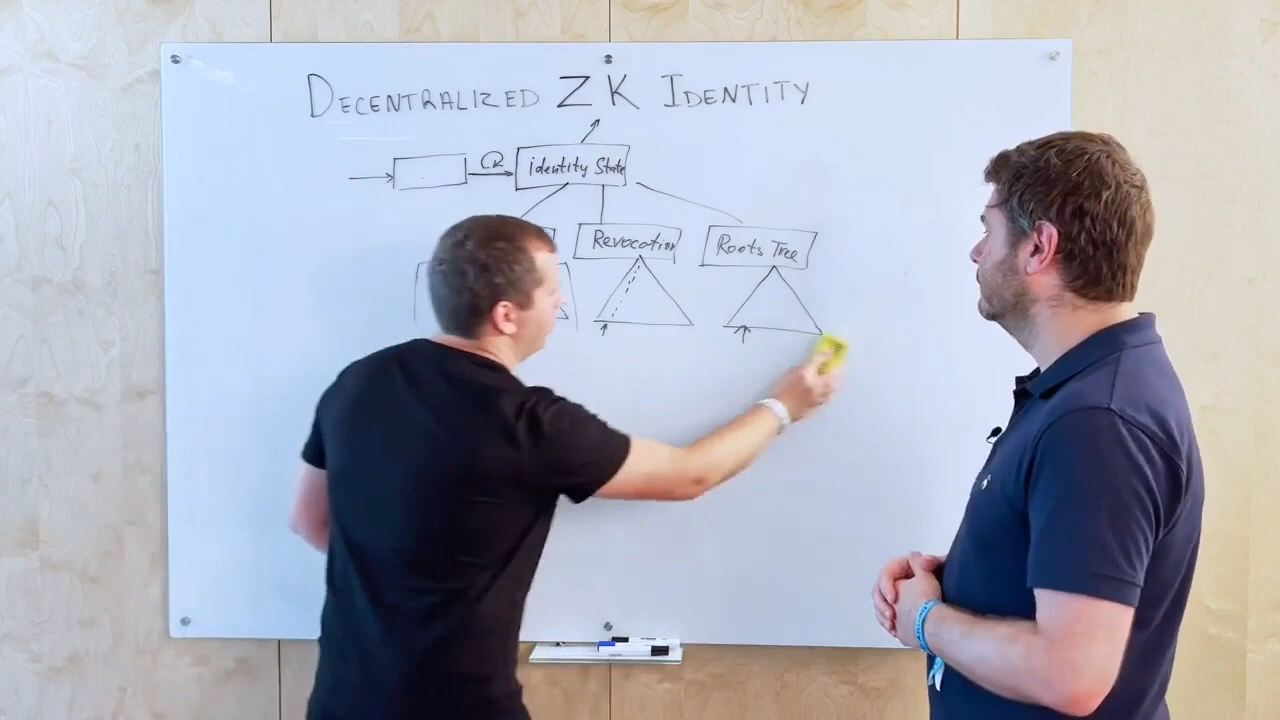 DECENTRALIZED ZK IDENTITY
identity State
Revocation
Roots Tree